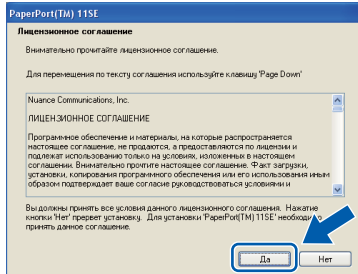 PaperPort(TM) 11SE
Лицензионное соглашение
Внимательно прочитайте лицензионное соглашение.
Для перемещения по тексту соглашения используйте клавишу 'Page Down'
Nuance Communications, Inc.
ЛИЦЕНЗИОННОЕ СОГЛАШЕНИЕ
Программное обеспечение и материалы, на которые распространяется
настоящее соглашение, не продаются, а предоставляются по лицензии и
подлежат использованию только на условиях, изложенных в настоящем
соглашении. Внимательно прочтите настоящее соглашение. Факт загрузки,
установки, копирования программного обеспечения или его использования иным
образом подтверждает ваше согласие руководствоваться условиями и
Вы должны принять все условия данного лицензионного соглашения. Нажатие
кнопки 'Нет' прервет установку. Для установки 'PaperPort(TM) 11SE' необходимо
принять данное соглашение.
Да
Нет